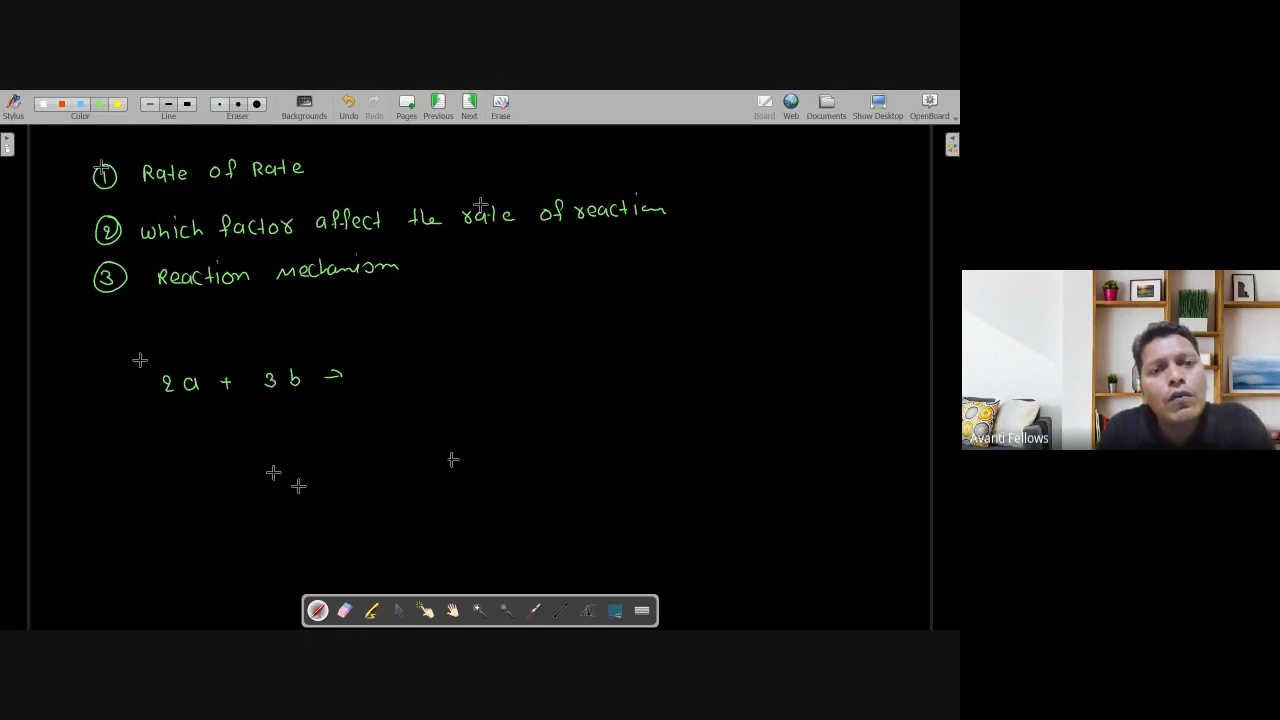 Stylus
Color
Line
Eraser
Backgrounds
Undo
Redo
Pages
Previous
Next
Erase
Board
Web
Documents
Show Desktop
OpenBoard
① Rate of Rate
② which factor affect the rate of reaction
③ Reaction Mechanism
2a + 3b →
Avanti Fellows